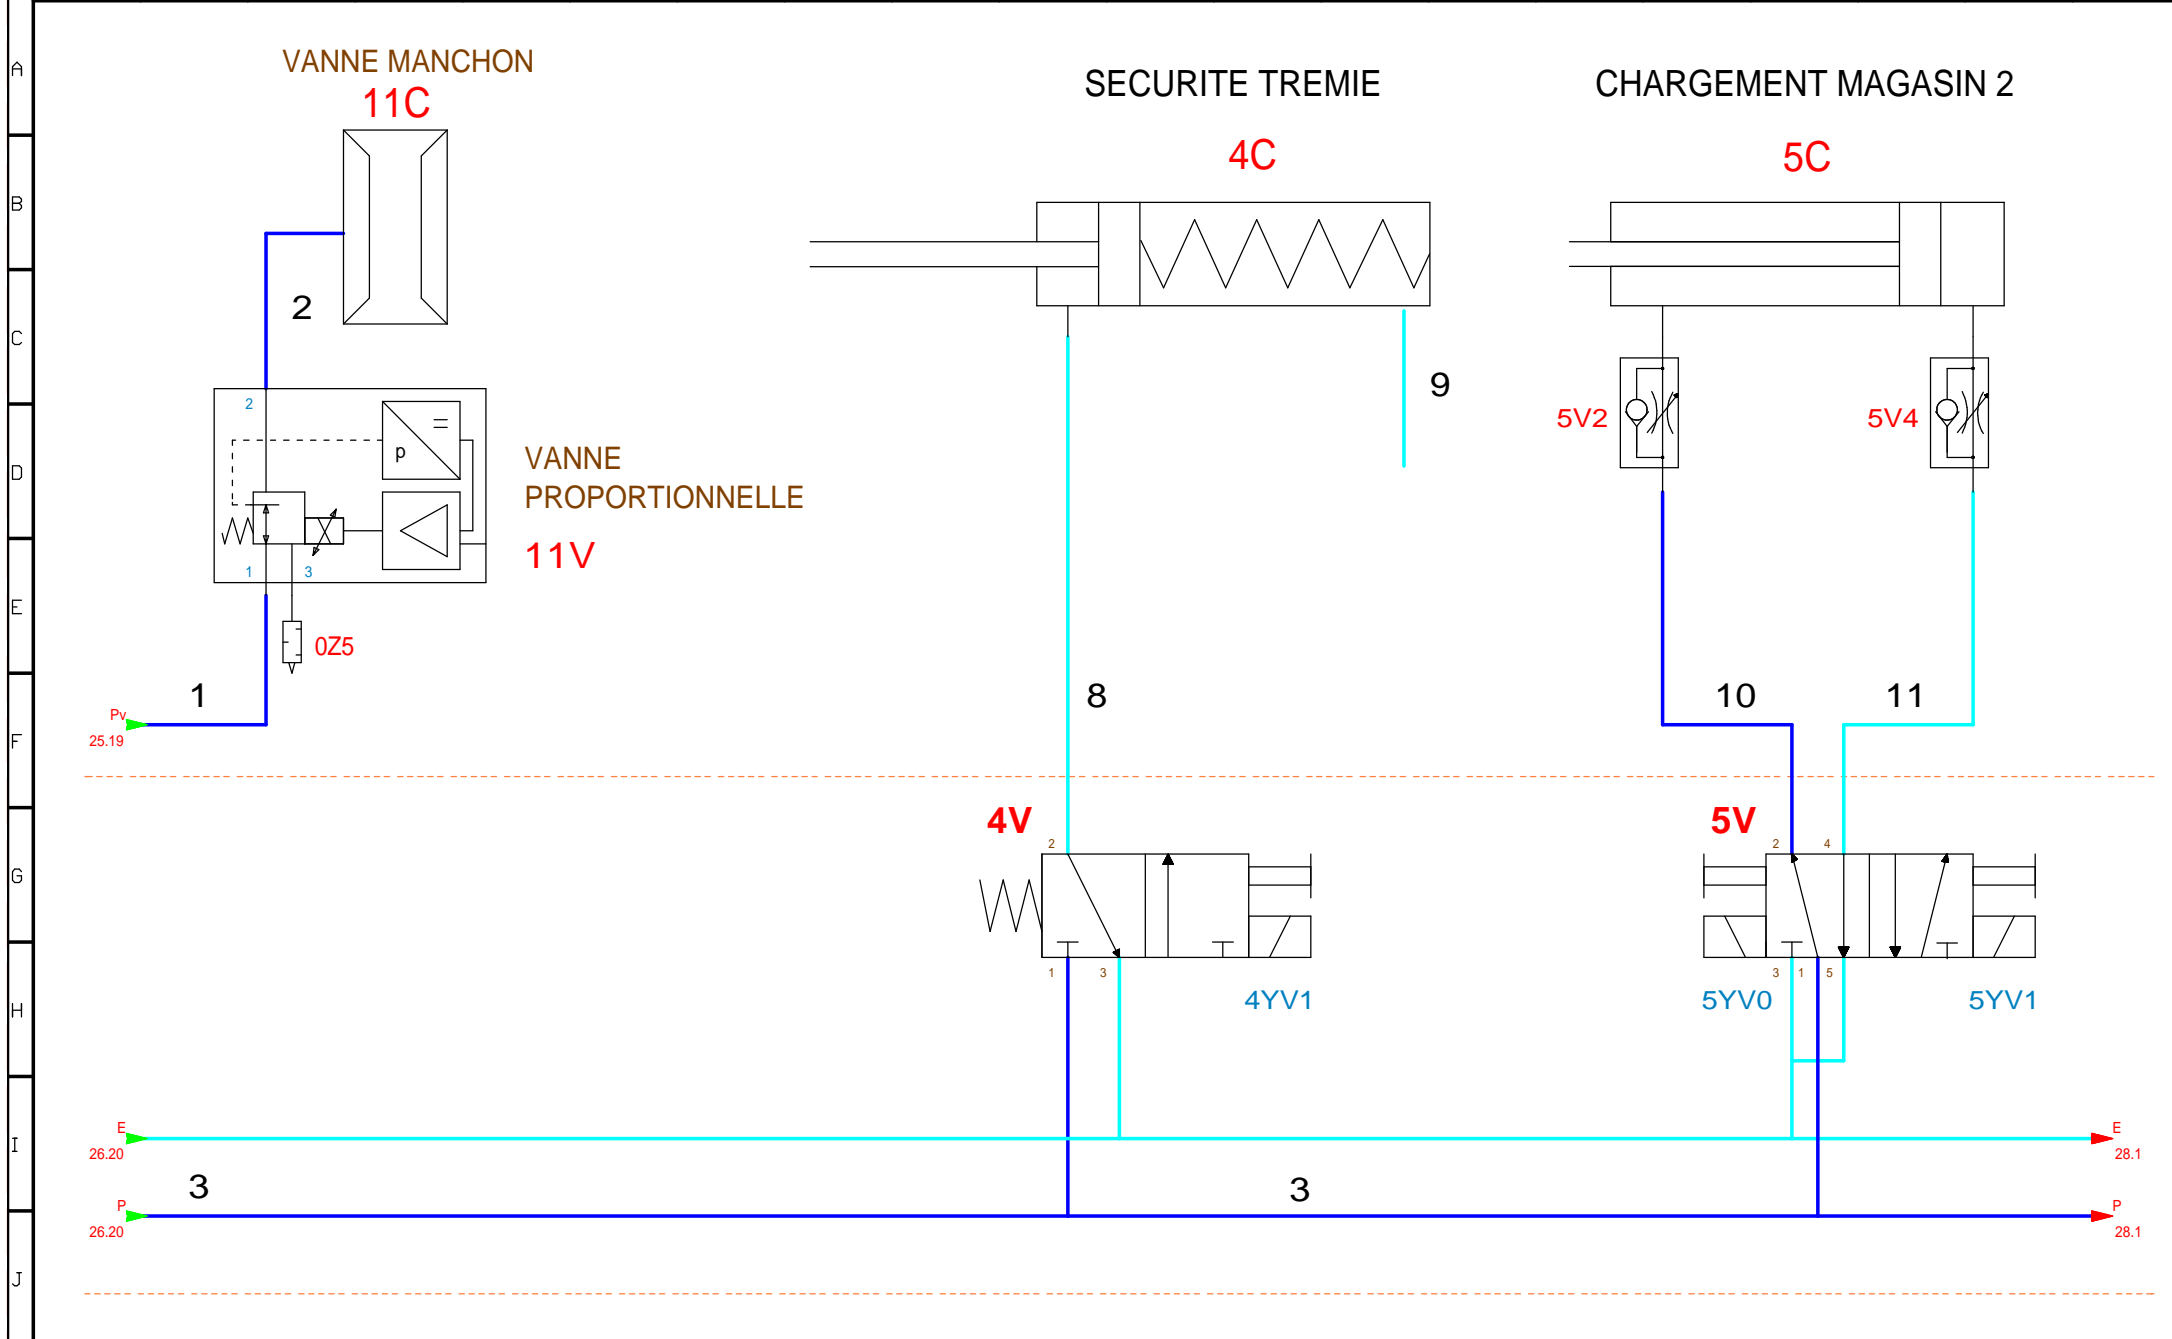 A
B
C
D
E
F
G
H
I
J
VANNE MANCHON
11C
SECURITE TREMIE
4C
CHARGEMENT MAGASIN 2
5C
2
9
2
p
=
1
3
VANNE
PROPORTIONNELLE
11V
0Z5
5V2
5V4
1
Pv
25.19
8
10
11
4V
2
1
3
4YV1
5V
2
4
3
1
5
5YV0
5YV1
E
26.20
E
28.1
3
P
26.20
3
P
28.1